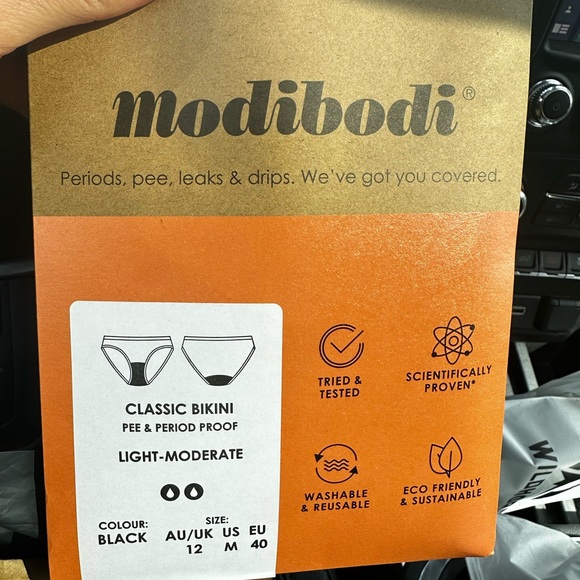 modibodi®
Periods, pee, leaks & drips. We've got you covered.
CLASSIC BIKINI
PEE & PERIOD PROOF
LIGHT-MODERATE
COLOUR:
BLACK
SIZE:
AU/UK US EU
12 M 40
TRIED &
TESTED
SCIENTIFICALLY
PROVEN*
WASHABLE
& REUSABLE
ECO FRIENDLY
& SUSTAINABLE